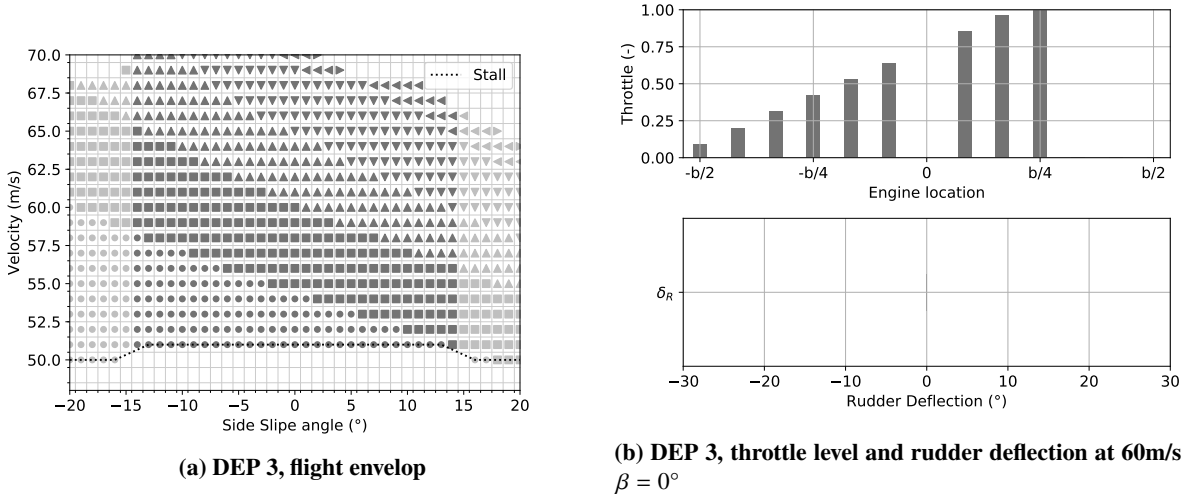 70.0
67.5
65.0
62.5
60.0
57.5
55.0
52.5
50.0
Velocity (m/s)
Stall
−20 −15 −10 −5 0 5 10 15 20
Side Slipe angle (°)
(a) DEP 3, flight envelop
1.00
0.75
0.50
0.25
0.00
Throttle (-)
-b/2 -b/4 0 b/4 b/2
Engine location
δR
−30 −20 −10 0 10 20 30
Rudder Deflection (°)
(b) DEP 3, throttle level and rudder deflection at 60m/s
β = 0°